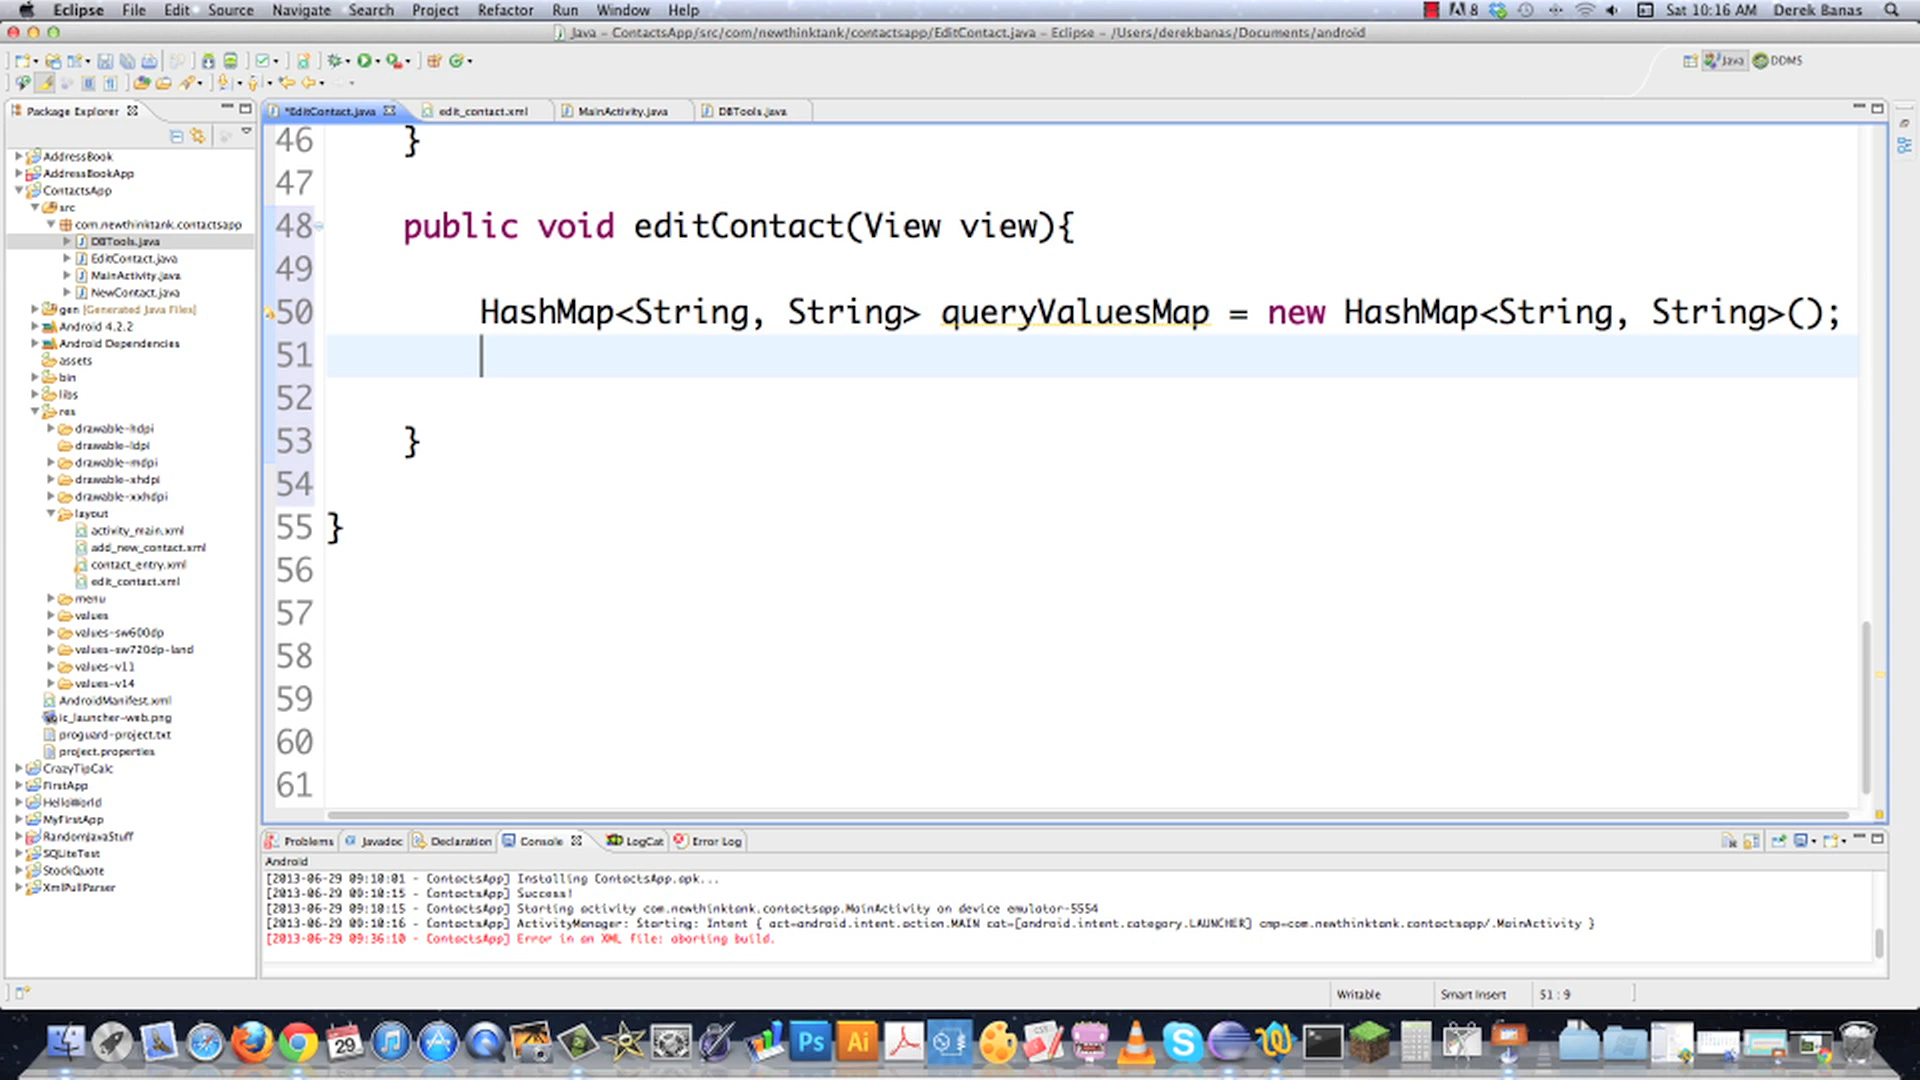 Eclipse File Edit Source Navigate Search Project Refactor Run Window Help 8 Sat 10:16 AM Derek Banas
Java – ContactsApp/src/com/newthinktank/contactsapp/EditContact.java – Eclipse – /Users/derekbanas/Documents/android
Java DDMS
Package Explorer
*EditContact.java edit_contact.xml MainActivity.java DBTools.java
AddressBook
AddressBookApp
ContactsApp
src
com.newthinktank.contactsapp
DBTools.java
EditContact.java
MainActivity.java
NewContact.java
gen [Generated Java Files]
Android 4.2.2
Android Dependencies
assets
bin
libs
res
drawable-hdpi
drawable-ldpi
drawable-mdpi
drawable-xhdpi
drawable-xxhdpi
layout
activity_main.xml
add_new_contact.xml
contact_entry.xml
edit_contact.xml
menu
values
values-sw600dp
values-sw720dp-land
values-v11
values-v14
AndroidManifest.xml
ic_launcher-web.png
proguard-project.txt
project.properties
CrazyTipCalc
FirstApp
HelloWorld
MyFirstApp
RandomJavaStuff
SQLiteTest
StockQuote
XmlPullParser
46 }
47
48 public void editContact(View view){
49
50 HashMap<String, String> queryValuesMap = new HashMap<String, String>();
51
52
53 }
54
55 }
56
57
58
59
60
61
Problems Javadoc Declaration Console LogCat Error Log
Android
[2013-06-29 09:10:01 - ContactsApp] Installing ContactsApp.apk...
[2013-06-29 09:10:15 - ContactsApp] Success!
[2013-06-29 09:10:15 - ContactsApp] Starting activity com.newthinktank.contactsapp.MainActivity on device emulator-5554
[2013-06-29 09:10:16 - ContactsApp] ActivityManager: Starting: Intent { act=android.intent.action.MAIN cat=[android.intent.category.LAUNCHER] cmp=com.newthinktank.contactsapp/.MainActivity }
[2013-06-29 09:36:10 - ContactsApp] Error in an XML file: aborting build.
Writable Smart Insert 51 : 9
29 Ps Ai